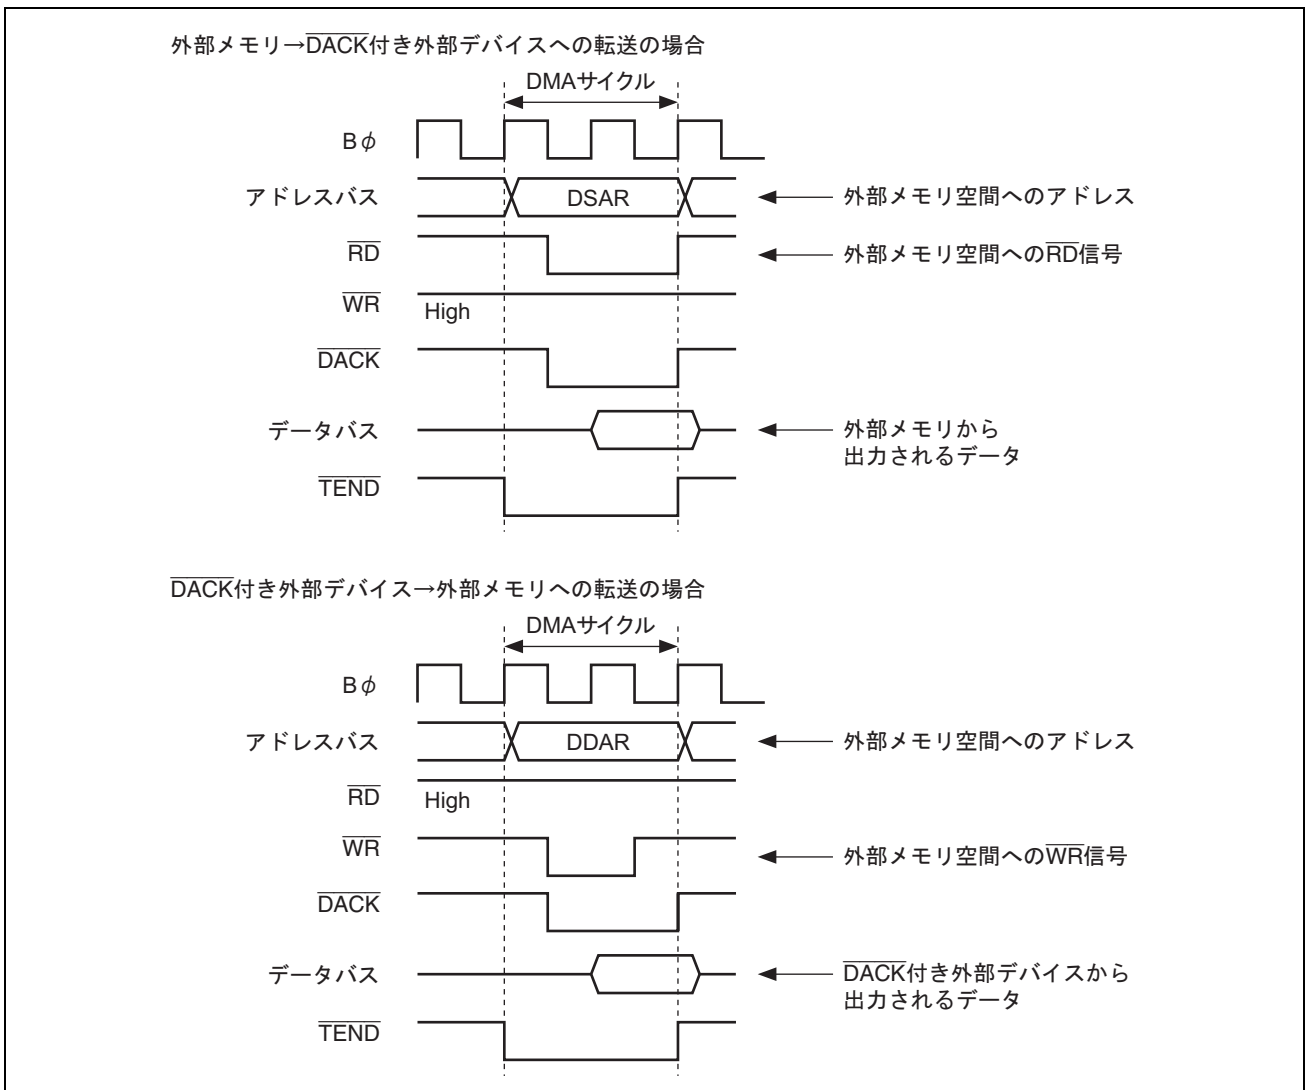 外部メモリ→DACK付き外部デバイスへの転送の場合
DMAサイクル
Bφ
アドレスバス
DSAR
外部メモリ空間へのアドレス
RD
外部メモリ空間へのRD信号
WR
High
DACK
データバス
外部メモリから
出力されるデータ
TEND
DACK付き外部デバイス→外部メモリへの転送の場合
DMAサイクル
Bφ
アドレスバス
DDAR
外部メモリ空間へのアドレス
RD
High
WR
外部メモリ空間へのWR信号
DACK
データバス
DACK付き外部デバイスから
出力されるデータ
TEND